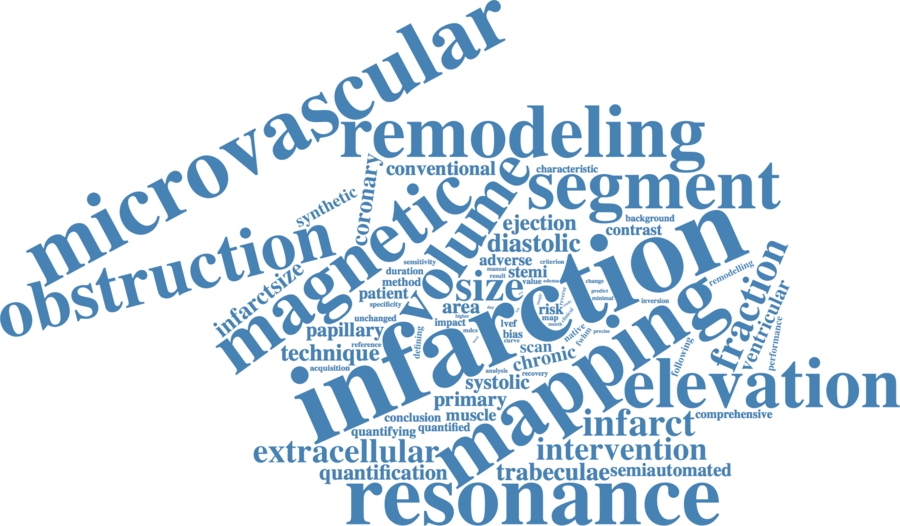 microvascular
remodeling
conventional
characteristic
segment
coronary
synthetic
magnetic
volume
obstruction
ejection
background
contrast
diastolic
infarction
adverse
criterion
sensitivity
manual
stemi
result
duration
infarctsize
method
value
edema
change
remodelling
size
patient
specificity
predict
minimal
inversion
area
risk
map
fraction
ventricular
performance
unchanged
higher
impact
mdes
lvef
bias
curve
month
native
precise
papillary
reference
defining
scan
technique
chronic
following
acquisition
analysis
recovery
systolic
mapping
elevation
primary
muscle
conclusion
quantified
quantifying
infarct
comprehensive
extracellular
intervention
quantification
trabeculae
semiautomated
resonance